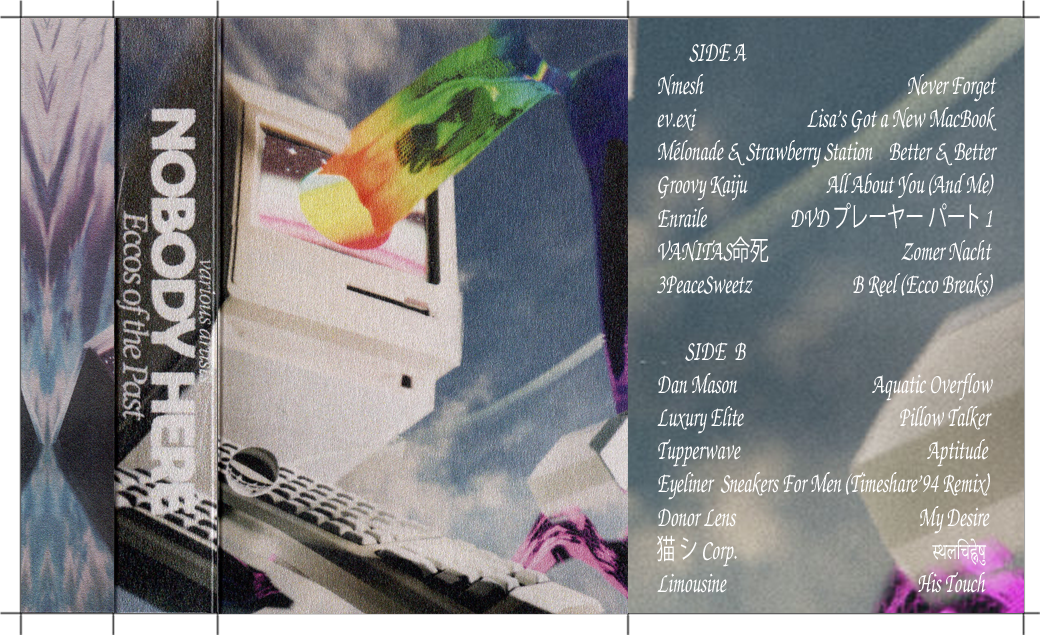 NOBODY HERE
Eccos of the Past
various artists
SIDE A
Nmesh Never Forget
ev.exi Lisa's Got a New MacBook
Mélonade & Strawberry Station Better & Better
Groovy Kaiju All About You (And Me)
Enraile DVD プレーヤー パート 1
VANITAS命死 Zomer Nacht
3PeaceSweetz B Reel (Ecco Breaks)
SIDE B
Dan Mason Aquatic Overflow
Luxury Elite Pillow Talker
Tupperwave Aptitude
Eyeliner Sneakers For Men (Timeshare'94 Remix)
Donor Lens My Desire
猫 シ Corp. स्थलचिह्नेषु
Limousine His Touch